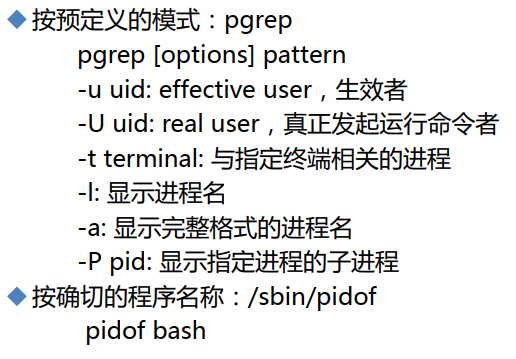 ◆按预定义的模式：pgrep
pgrep [options] pattern
-u uid: effective user，生效者
-U uid: real user，真正发起运行命令者
-t terminal: 与指定终端相关的进程
-l: 显示进程名
-a: 显示完整格式的进程名
-P pid: 显示指定进程的子进程
◆按确切的程序名称：/sbin/pidof
pidof bash